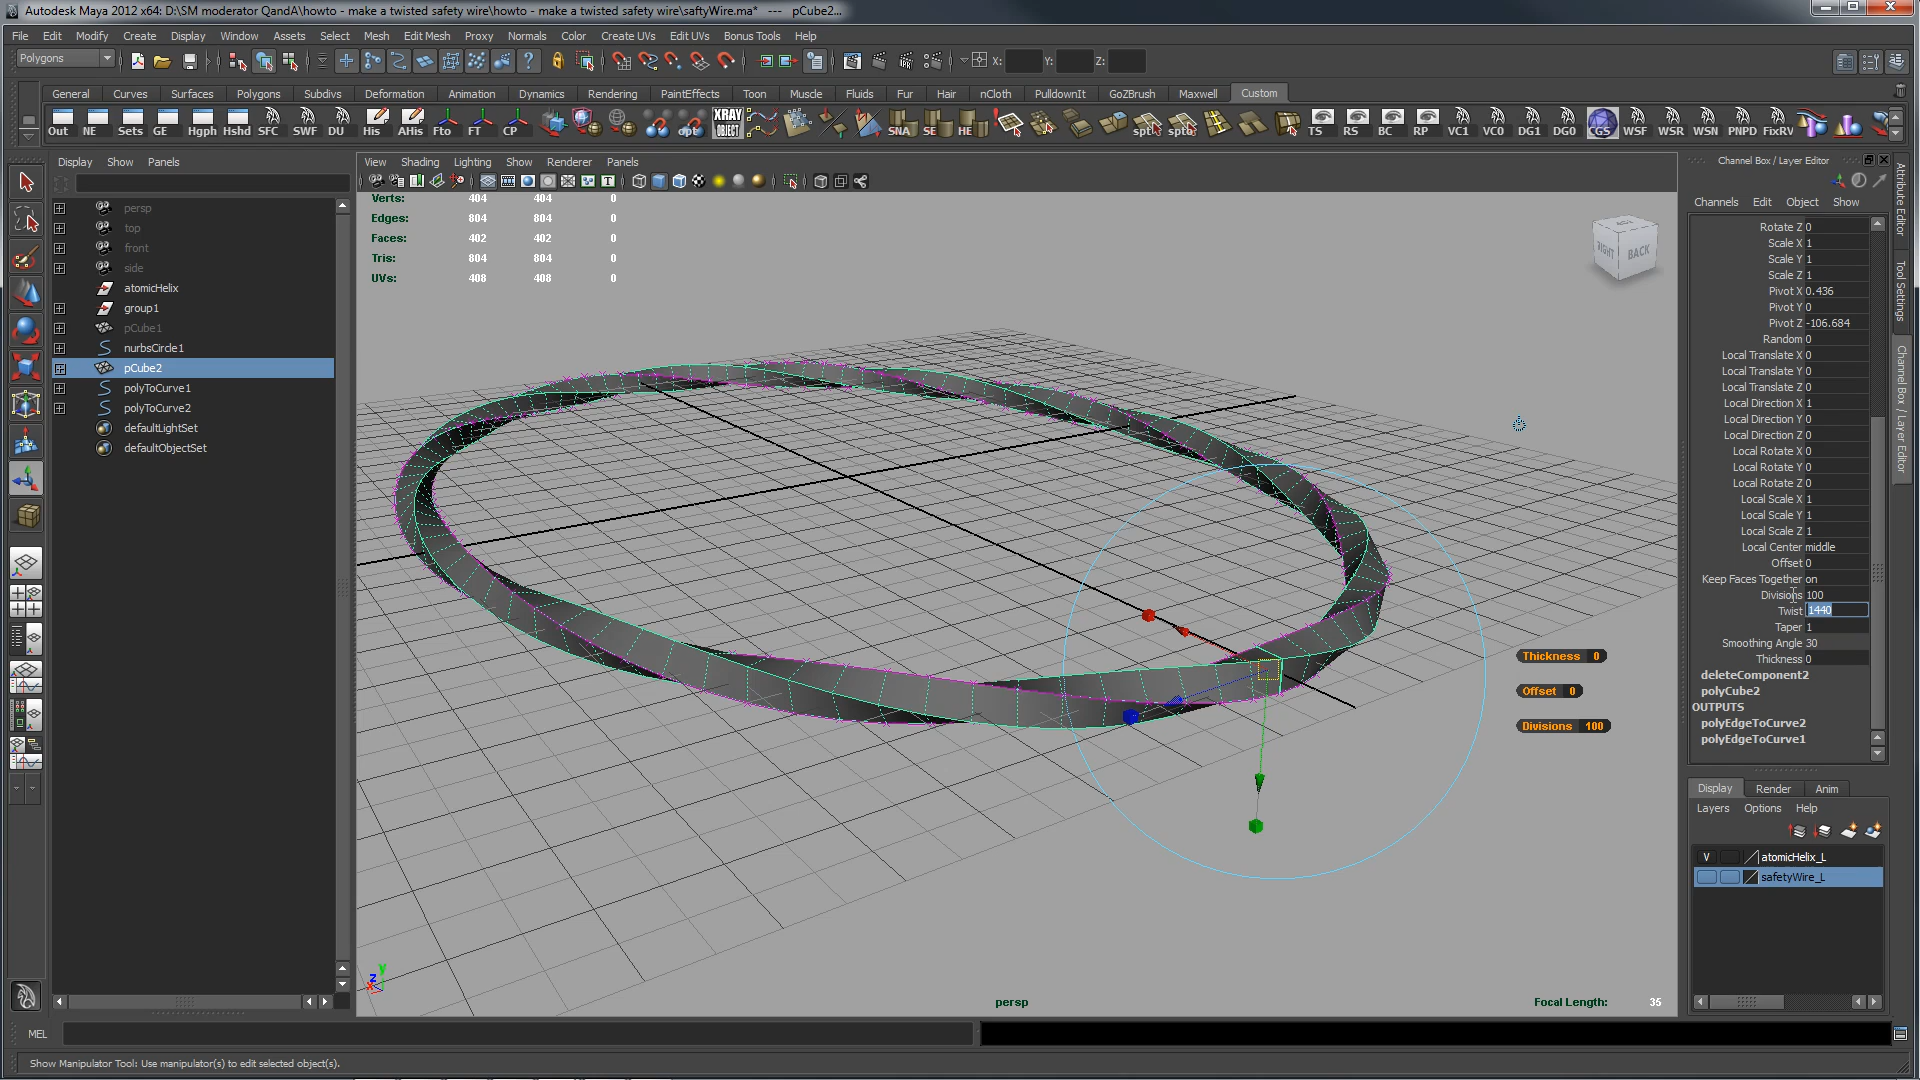 Autodesk Maya 2012 x64: D:\SM moderator QandA\howto - make a twisted safety wire\howto - make a twisted safety wire\saftyWire.ma* --- pCube2...
File Edit Modify Create Display Window Assets Select Mesh Edit Mesh Proxy Normals Color Create UVs Edit UVs Bonus Tools Help
Polygons
X: Y: Z:
General Curves Surfaces Polygons Subdivs Deformation Animation Dynamics Rendering PaintEffects Toon Muscle Fluids Fur Hair nCloth PulldownIt GoZBrush Maxwell Custom
Out NE Sets GE Hgph Hshd SFC SWF DU His AHis Fto FT CP opt XRAY OBJECT SNA SE HE TS RS BC RP VC1 VC0 DG1 DG0 CGS WSF WSR WSN PNPD FixRV
Display Show Panels
persp
top
front
side
atomicHelix
group1
pCube1
nurbsCircle1
pCube2
polyToCurve1
polyToCurve2
defaultLightSet
defaultObjectSet
View Shading Lighting Show Renderer Panels
Verts: 404 404 0
Edges: 804 804 0
Faces: 402 402 0
Tris: 804 804 0
UVs: 408 408 0
RIGHT BACK
Thickness 0
Offset 0
Divisions 100
z y x
persp
Focal Length: 35
Channel Box / Layer Editor
Channels Edit Object Show
Rotate Z 0
Scale X 1
Scale Y 1
Scale Z 1
Pivot X 0.436
Pivot Y 0
Pivot Z -106.684
Random 0
Local Translate X 0
Local Translate Y 0
Local Translate Z 0
Local Direction X 1
Local Direction Y 0
Local Direction Z 0
Local Rotate X 0
Local Rotate Y 0
Local Rotate Z 0
Local Scale X 1
Local Scale Y 1
Local Scale Z 1
Local Center middle
Offset 0
Keep Faces Together on
Divisions 100
Twist 1440
Taper 1
Smoothing Angle 30
Thickness 0
deleteComponent2
polyCube2
OUTPUTS
polyEdgeToCurve2
polyEdgeToCurve1
Display Render Anim
Layers Options Help
V atomicHelix_L
safetyWire_L
Attribute Editor
Tool Settings
Channel Box / Layer Editor
MEL
Show Manipulator Tool: Use manipulator(s) to edit selected object(s).